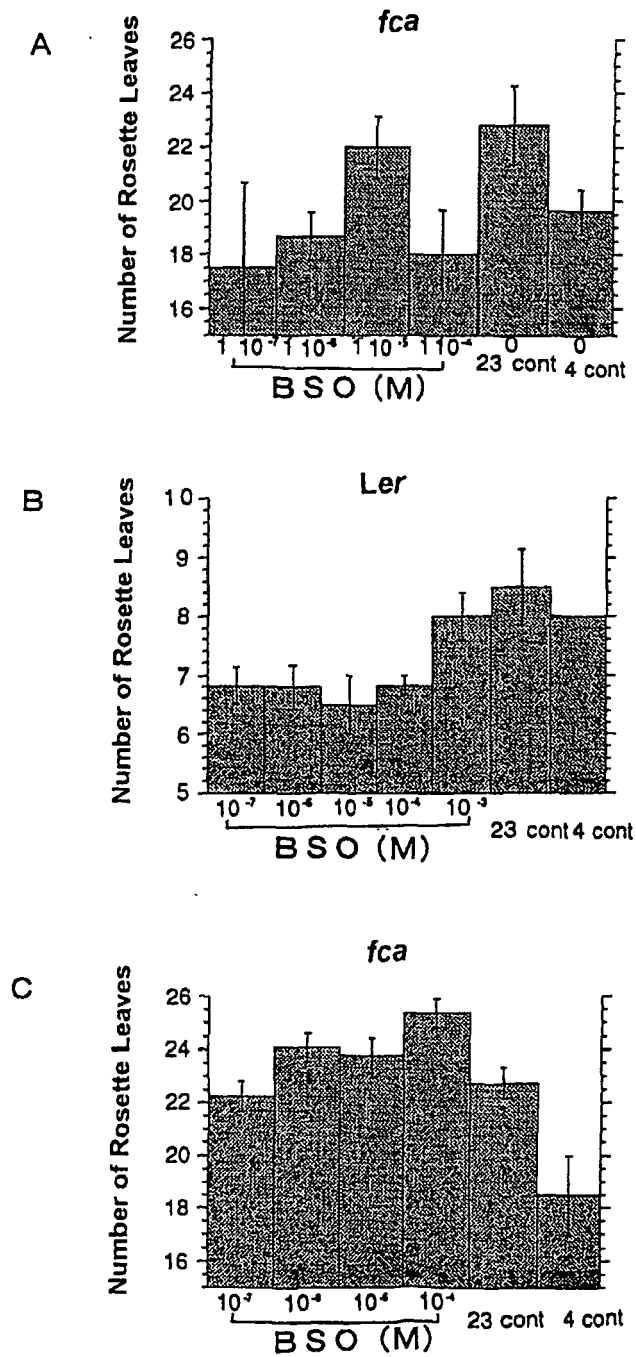 A
fca
Number of Rosette Leaves
26
24
22
20
18
16
1 10⁻⁷ 1 10⁻⁶ 1 10⁻⁵ 1 10⁻⁴ 0 0
23 cont 4 cont
BSO (M)
B
Ler
Number of Rosette Leaves
10
9
8
7
6
5
10⁻⁷ 10⁻⁶ 10⁻⁵ 10⁻⁴ 10⁻³
23 cont 4 cont
BSO (M)
C
fca
Number of Rosette Leaves
26
24
22
20
18
16
10⁻⁷ 10⁻⁶ 10⁻⁴
23 cont 4 cont
BSO (M)